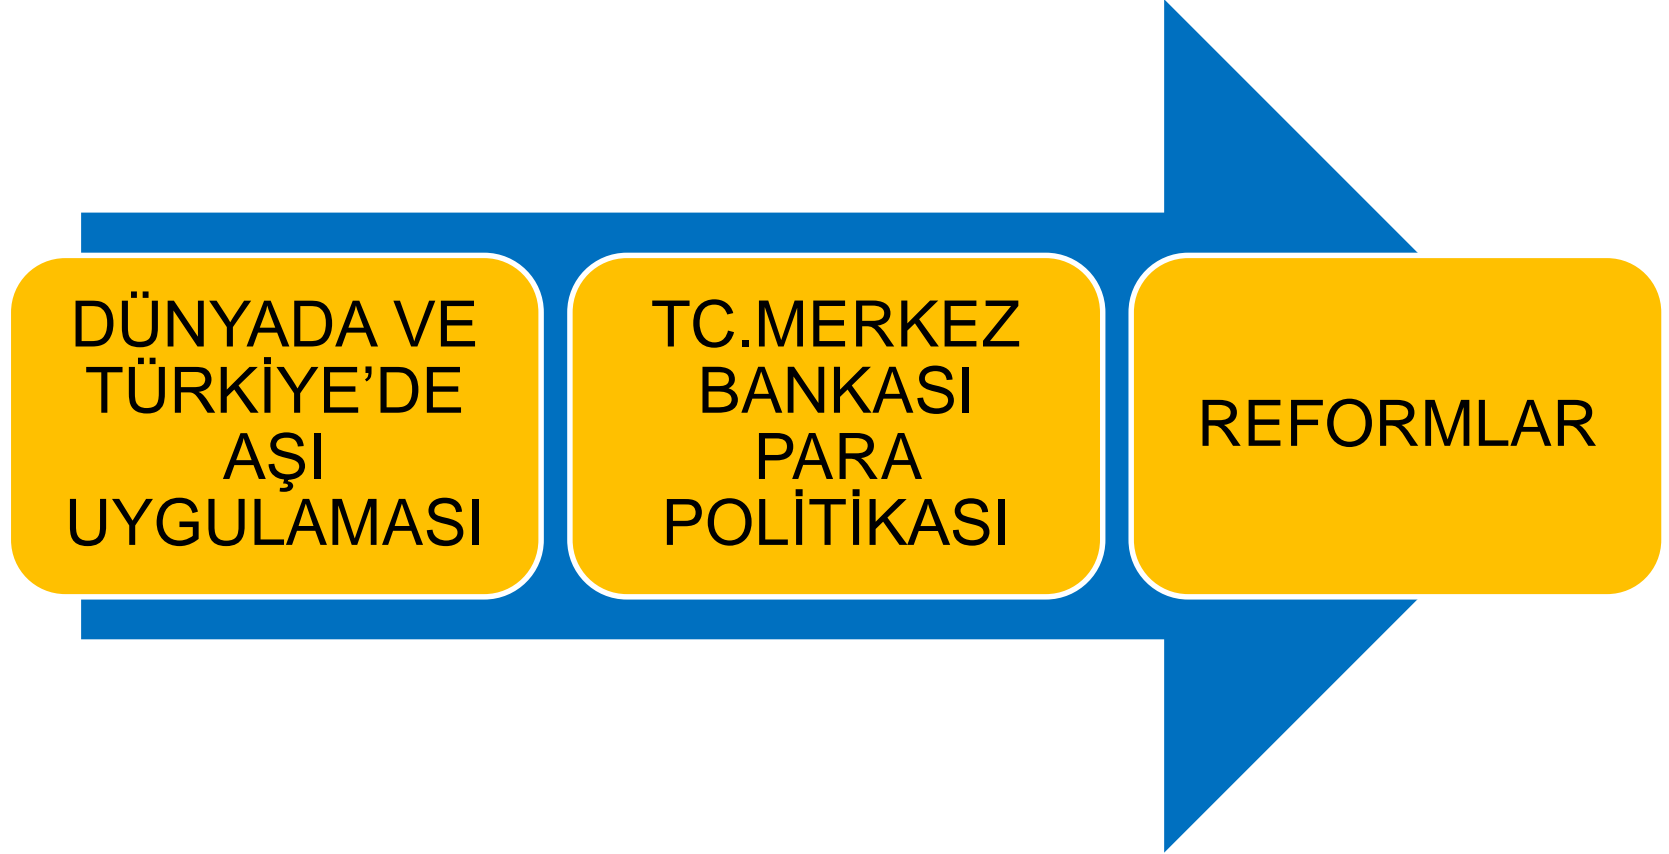 DÜNYADA VE
TÜRKİYE’DE
AŞI
UYGULAMASI
TC.MERKEZ
BANKASI
PARA
POLİTİKASI
REFORMLAR